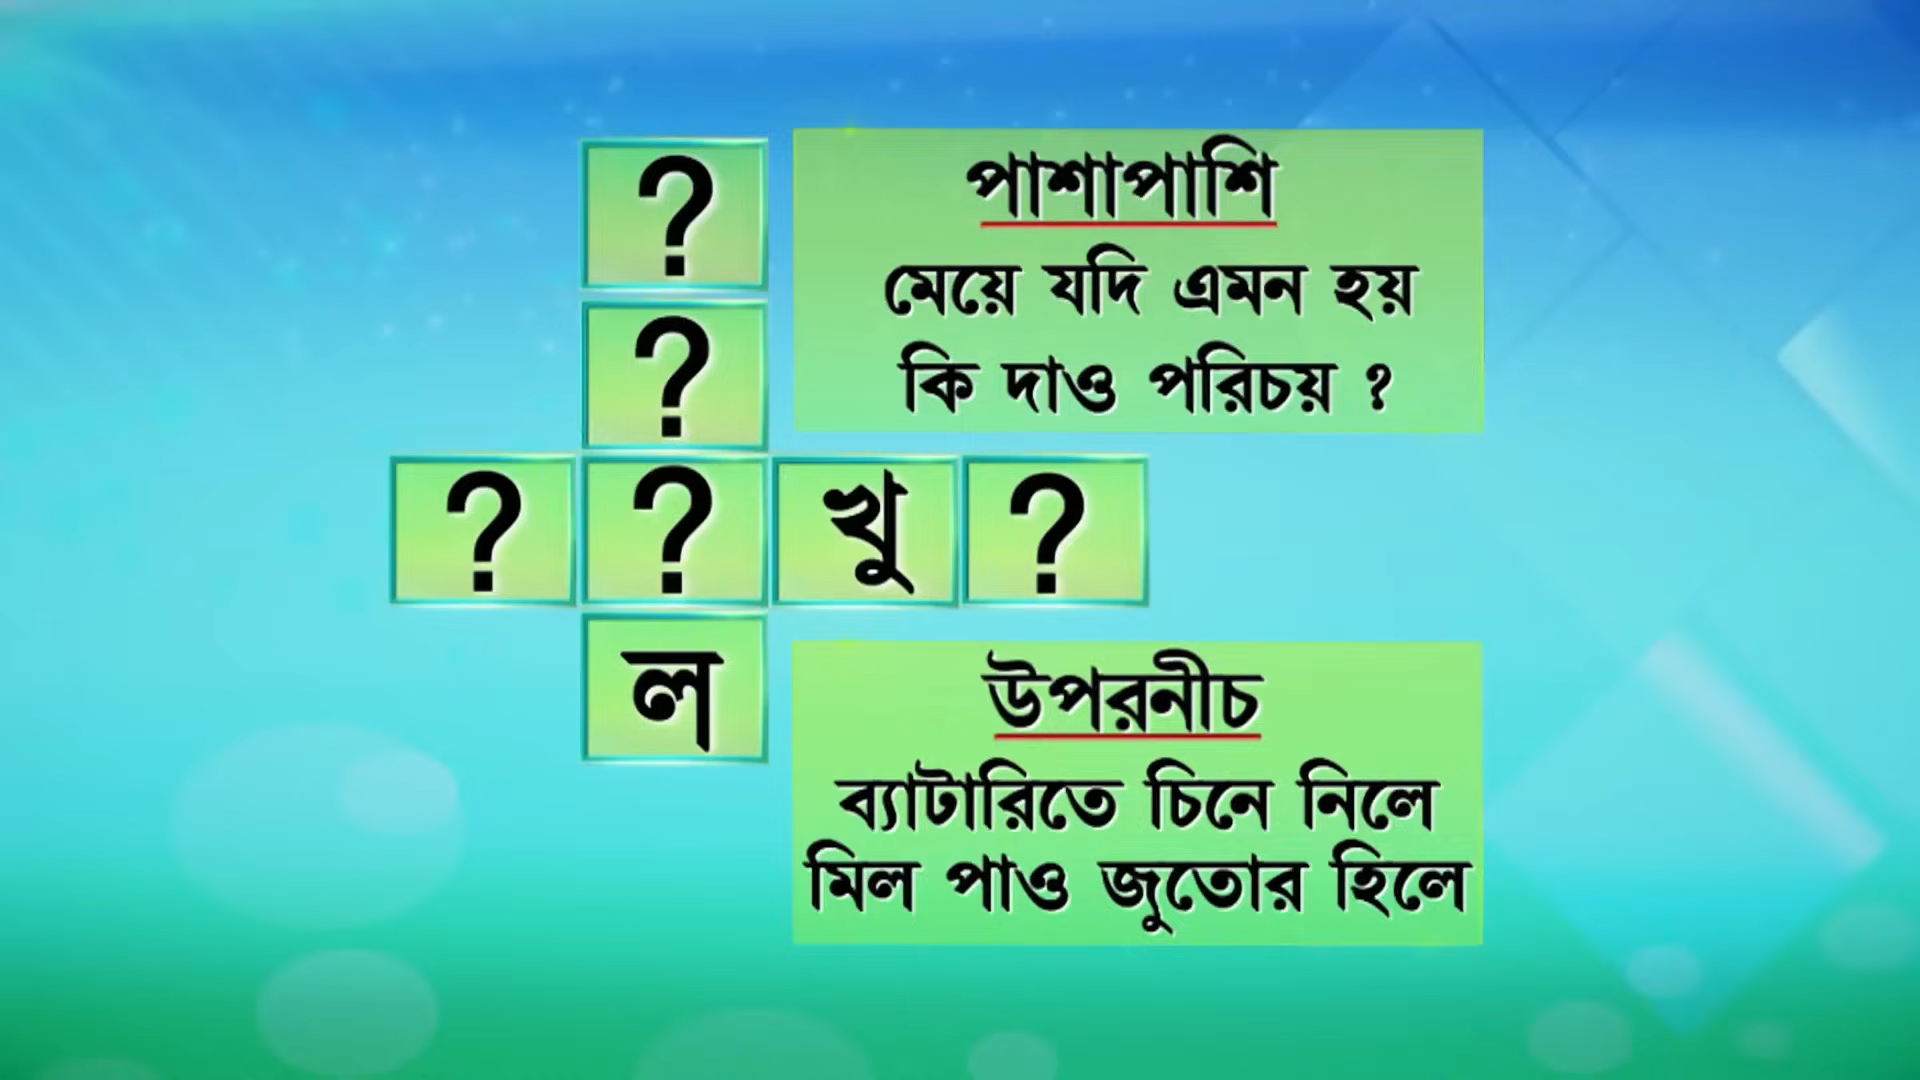 ?
পাশাপাশি
মেয়ে যদি এমন হয়
কি দাও পরিচয় ?
?
? ? খু ?
ল
উপরনীচ
ব্যাটারিতে চিনে নিলে
মিল পাও জুতোর হিলে